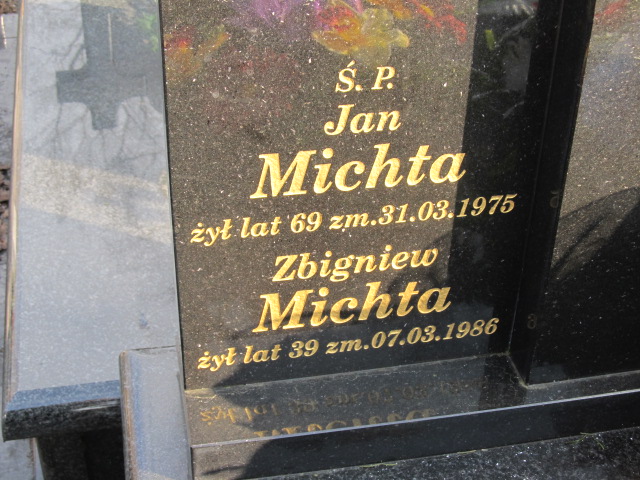 Ś. P.
Jan
Michta
żył lat 69 zm.31.03.1975
Zbigniew
Michta
żył lat 39 zm.07.03.1986